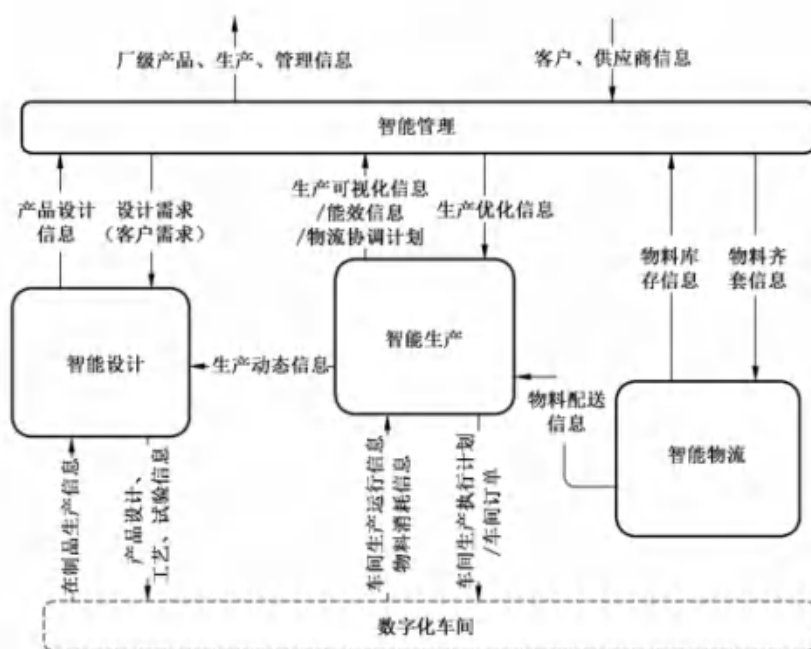 厂级产品、生产、管理信息
客户、供应商信息
智能管理
产品设计
信息
设计需求
（客户需求）
生产可视化信息
/能效信息
/物流协调计划
生产优化信息
物料库
存信息
物料齐
套信息
智能设计
生产动态信息
智能生产
物料配送
信息
智能物流
在制品生产信息
产品设计、
工艺、试验信息
车间生产运行信息
物料消耗信息
车间生产执行计划
/车间订单
数字化车间